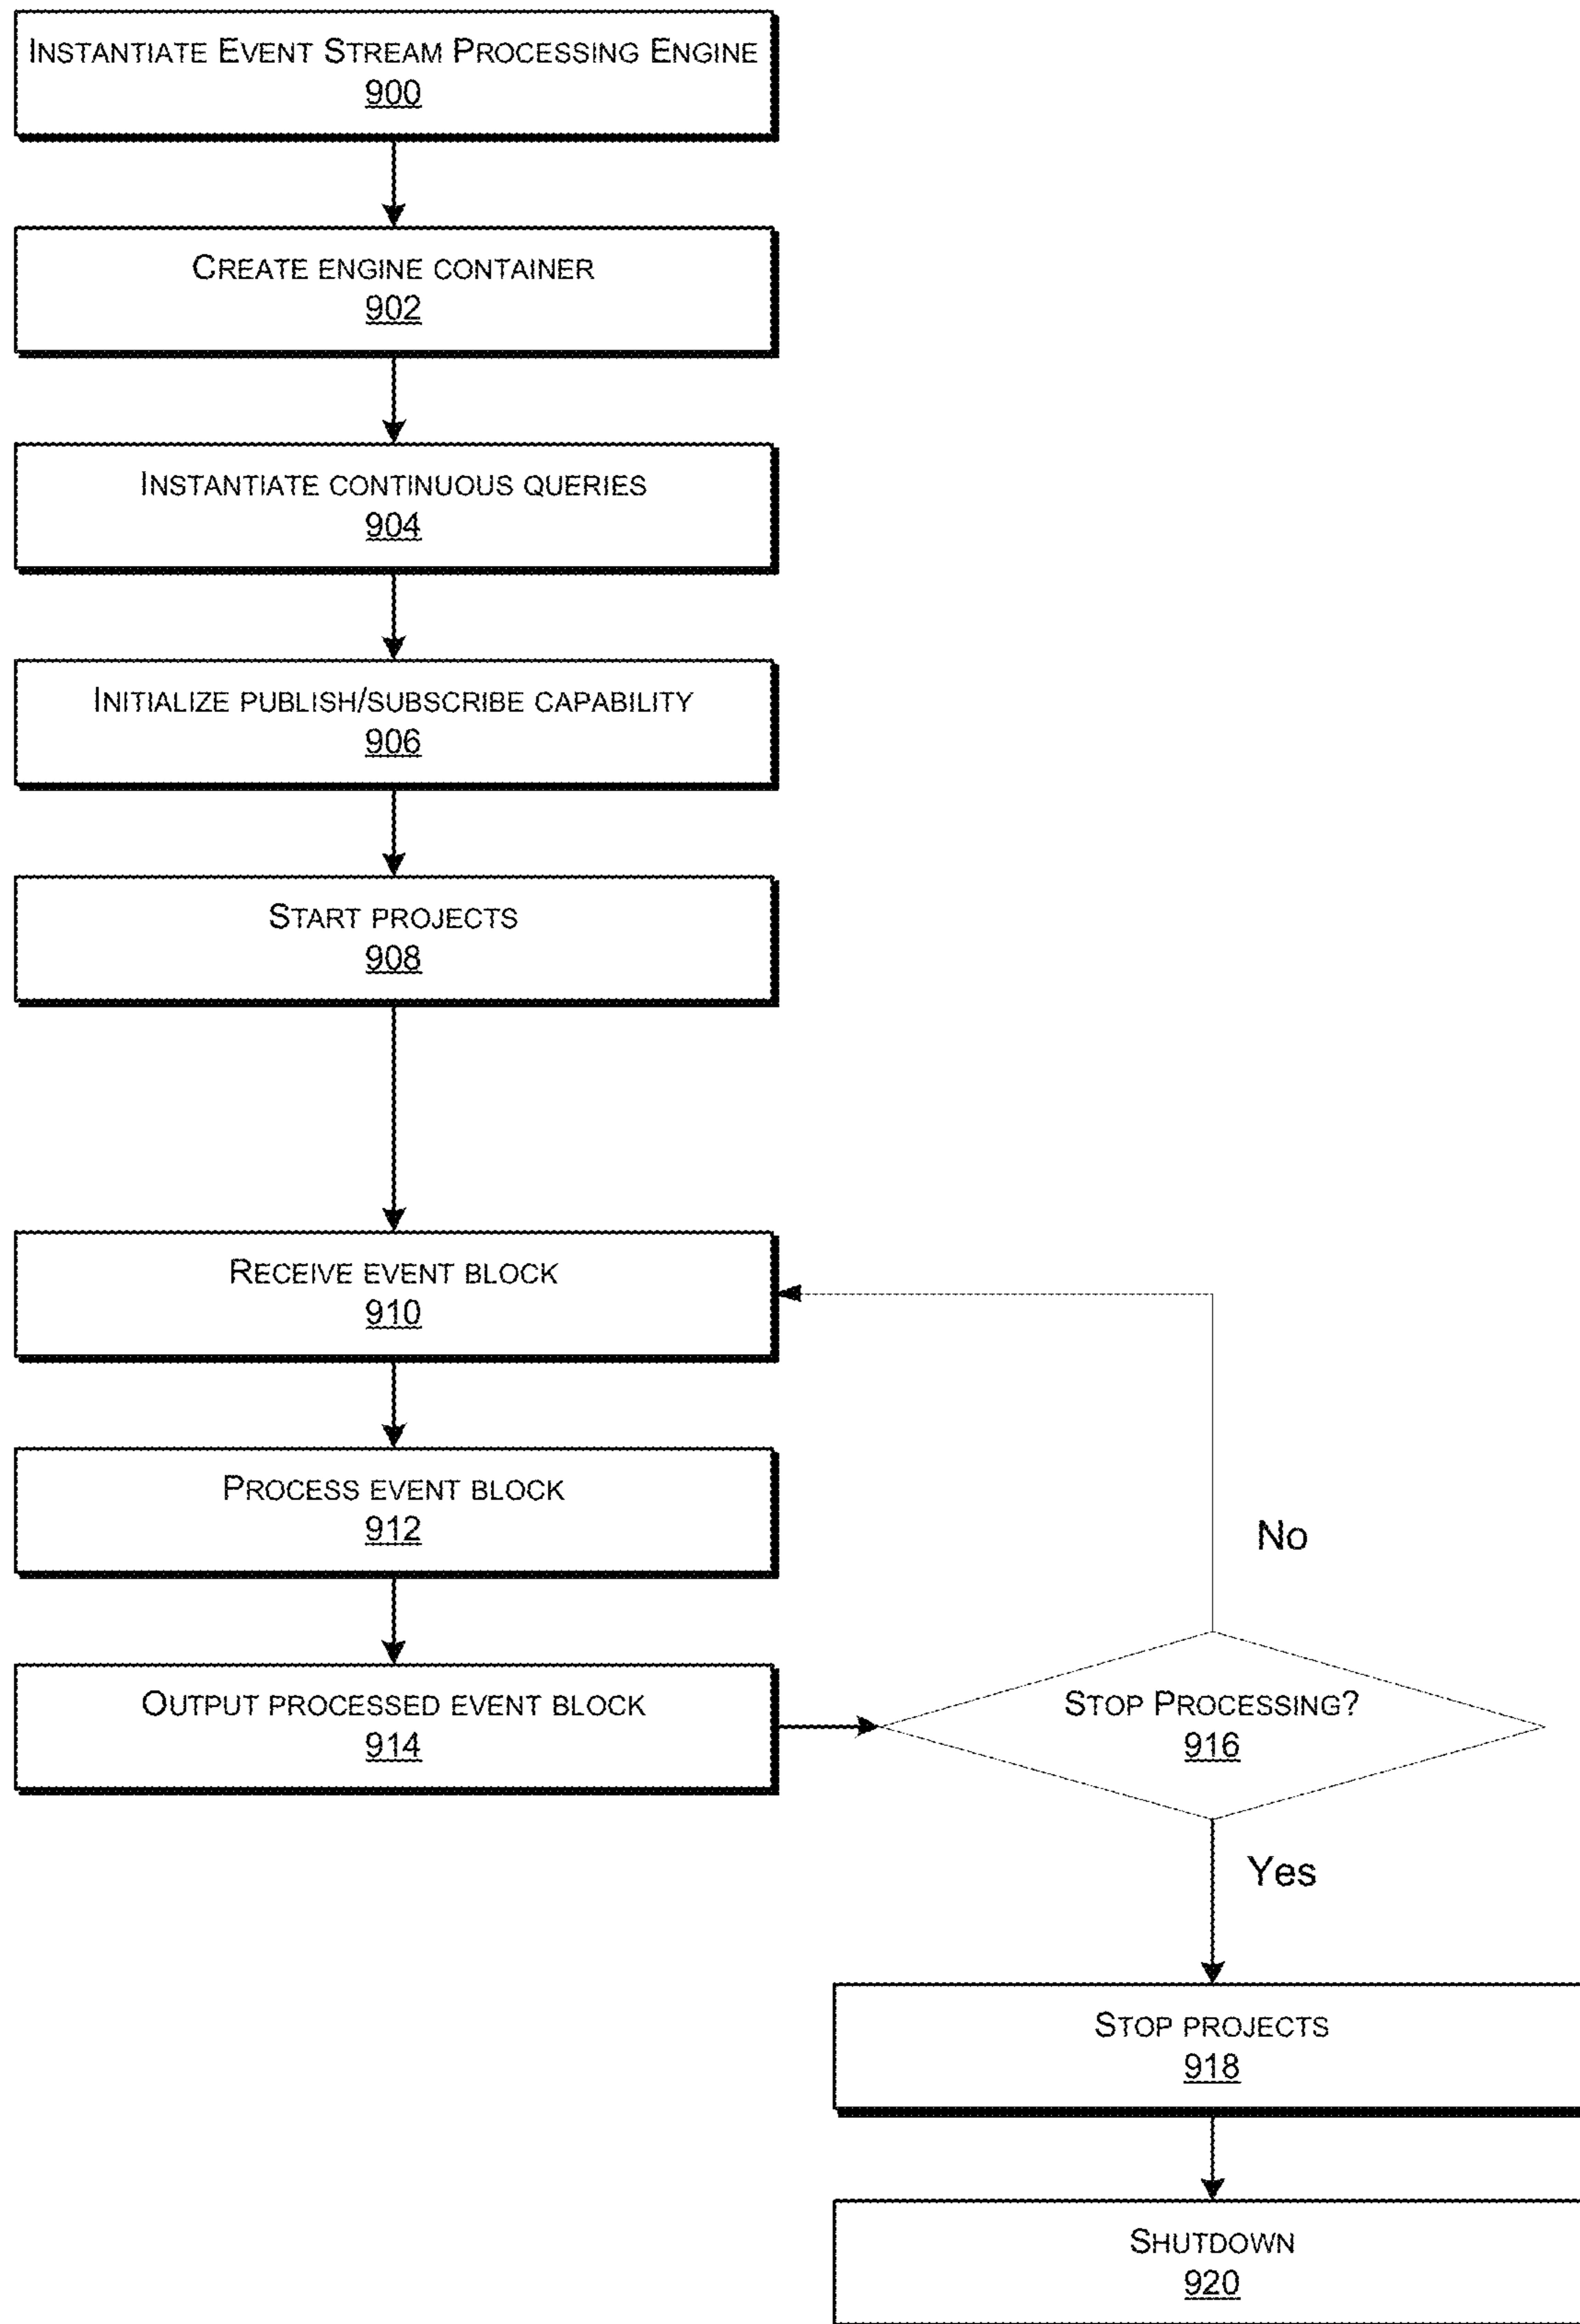 INSTANTIATE EVENT STREAM PROCESSING ENGINE
900
CREATE ENGINE CONTAINER
902
INSTANTIATE CONTINUOUS QUERIES
904
INITIALIZE PUBLISH/SUBSCRIBE CAPABILITY
906
START PROJECTS
908
RECEIVE EVENT BLOCK
910
PROCESS EVENT BLOCK
912
No
OUTPUT PROCESSED EVENT BLOCK
914
STOP PROCESSING?
916
Yes
STOP PROJECTS
918
SHUTDOWN
920